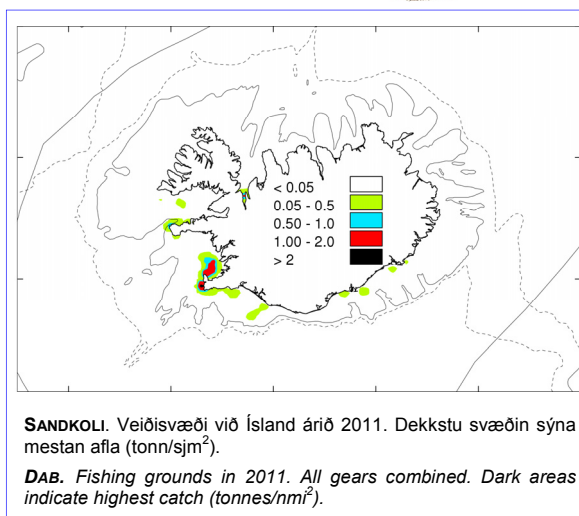 < 0.05
0.05 - 0.5
0.50 - 1.0
1.00 - 2.0
> 2
SANDKOLI. Veiðisvæði við Ísland árið 2011. Dekkstu svæðin sýna
mestan afla (tonn/sjm²).
DAB. Fishing grounds in 2011. All gears combined. Dark areas
indicate highest catch (tonnes/nmi²).